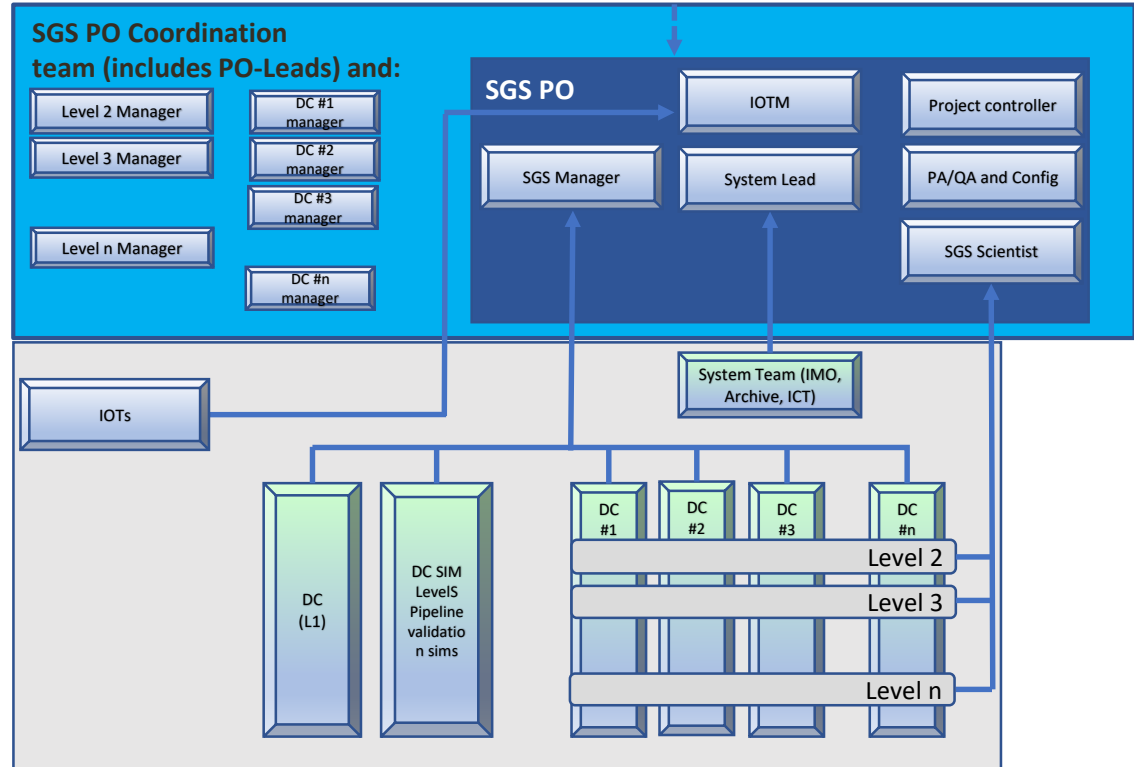 SGS PO Coordination
team (includes PO-Leads) and:
Level 2 Manager
Level 3 Manager
Level n Manager
DC #1
manager
DC #2
manager
DC #3
manager
DC #n
manager
SGS PO
IOTM
Project controller
SGS Manager
System Lead
PA/QA and Config
SGS Scientist
IOTs
System Team (IMO,
Archive, ICT)
DC
(L1)
DC SIM
LevelS
Pipeline
validatio
n sims
DC
#1
DC
#2
DC
#3
DC
#n
Level 2
Level 3
Level n